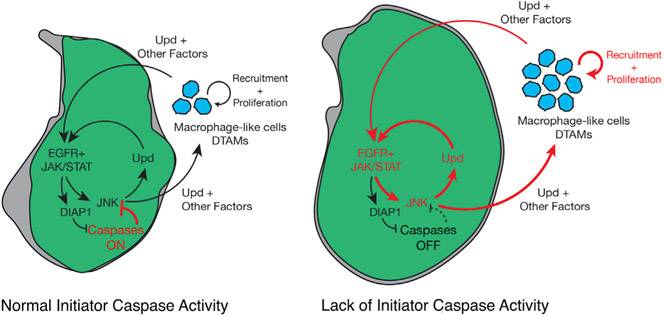 Upd +
Other Factors
Recruitment
+
Proliferation
Macrophage-like cells
DTAMs
EGFR+
JAK/STAT
Upd
JNK
DIAP1
Caspases
ON
Upd +
Other Factors
Normal Initiator Caspase Activity
Upd +
Other Factors
Recruitment
+
Proliferation
Macrophage-like cells
DTAMs
EGFR+
JAK/STAT
Upd
JNK
DIAP1
Caspases
OFF
Upd +
Other Factors
Lack of Initiator Caspase Activity